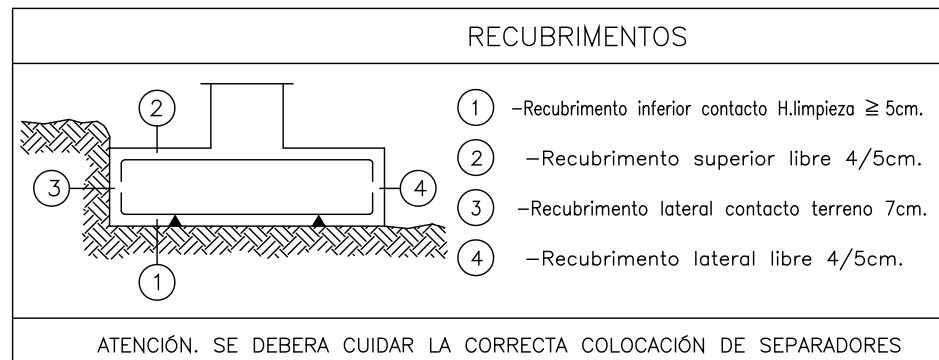 RECUBRIMENTOS
1 -Recubrimento inferior contacto H.limpieza ≧ 5cm.
2 -Recubrimento superior libre 4/5cm.
3 -Recubrimento lateral contacto terreno 7cm.
4 -Recubrimento lateral libre 4/5cm.
2
3
4
1
ATENCIÓN. SE DEBERA CUIDAR LA CORRECTA COLOCACIÓN DE SEPARADORES